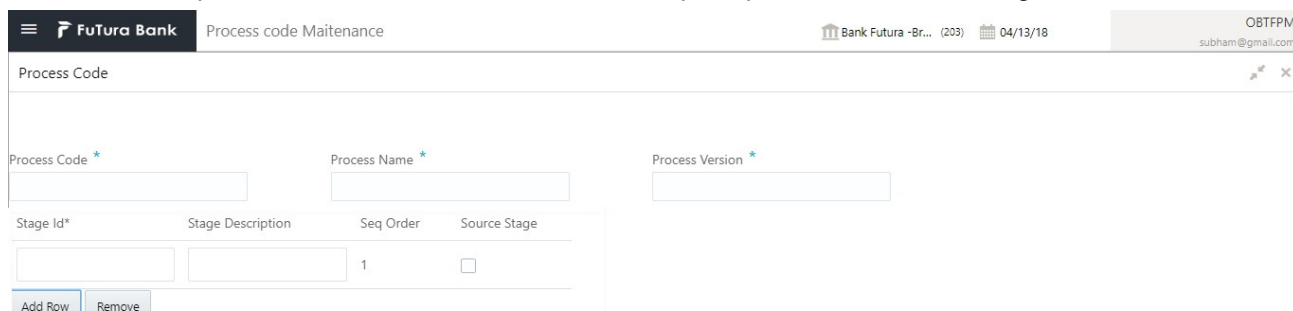 FuTura Bank Process code Maitenance Bank Futura -Br... (203) 04/13/18 OBTFPM
subham@gmail.com
Process Code
Process Code * Process Name * Process Version *
Stage Id* Stage Description Seq Order Source Stage
1
Add Row Remove